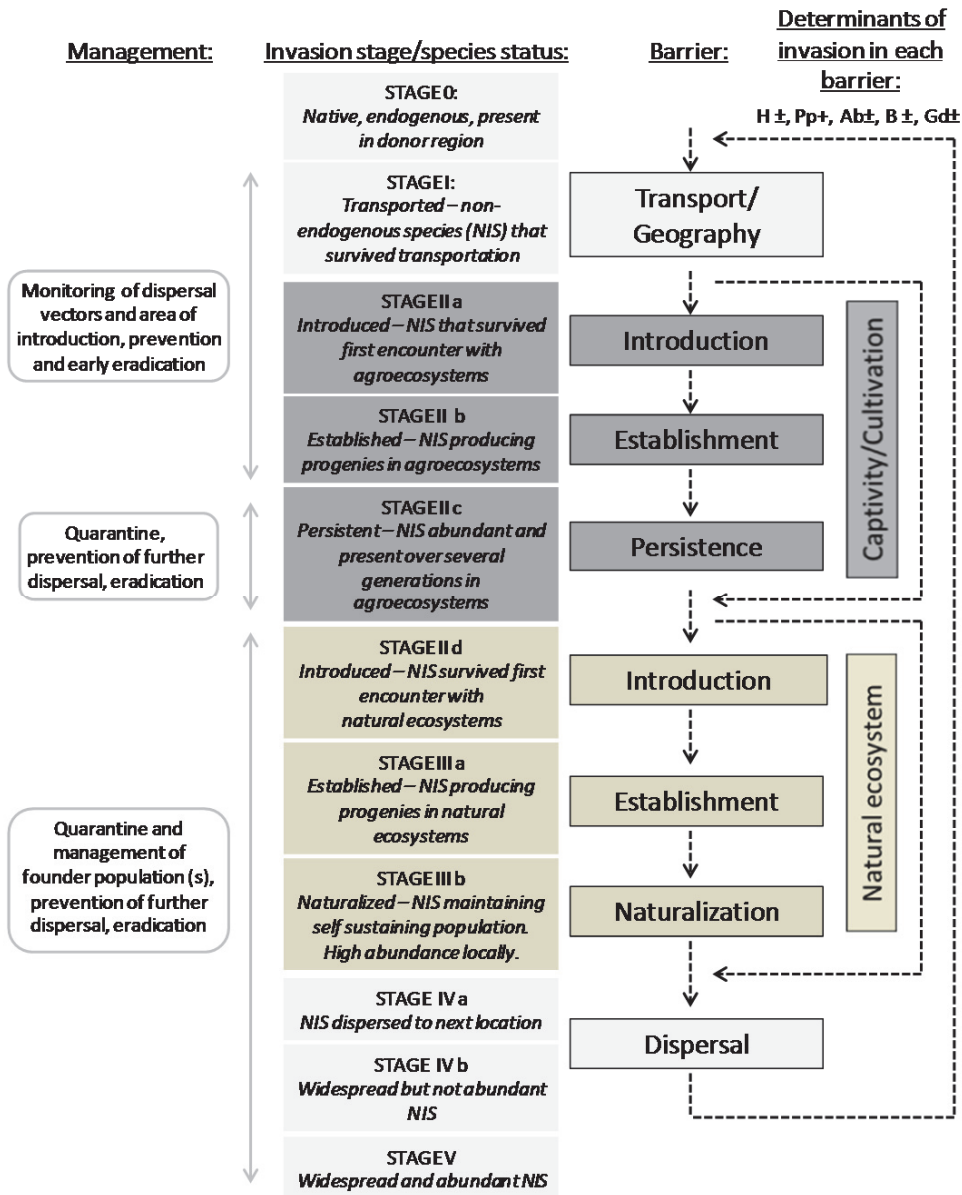 Management:
Invasion stage/species status:
Barrier:
Determinants of
invasion in each
barrier:
H ±, Pp+, Ab±, B ±, Gd±
STAGE0:
Native, endogenous, present
in donor region
STAGEI:
Transported – non-
endogenous species (NIS) that
survived transportation
STAGEII a
Introduced – NIS that survived
first encounter with
agroecosystems
STAGEII b
Established – NIS producing
progenies in agroecosystems
STAGEII c
Persistent – NIS abundant and
present over several
generations in
agroecosystems
STAGEII d
Introduced – NIS survived first
encounter with
natural ecosystems
STAGEIII a
Established – NIS producing
progenies in natural
ecosystems
STAGEIII b
Naturalized – NIS maintaining
self sustaining population.
High abundance locally.
STAGE IV a
NIS dispersed to next location
STAGE IV b
Widespread but not abundant
NIS
STAGEV
Widespread and abundant NIS
Monitoring of dispersal
vectors and area of
introduction, prevention
and early eradication
Quarantine,
prevention of further
dispersal, eradication
Quarantine and
management of
founder population (s),
prevention of further
dispersal, eradication
Transport/
Geography
Introduction
Establishment
Persistence
Introduction
Establishment
Naturalization
Dispersal
Captivity/Cultivation
Natural ecosystem